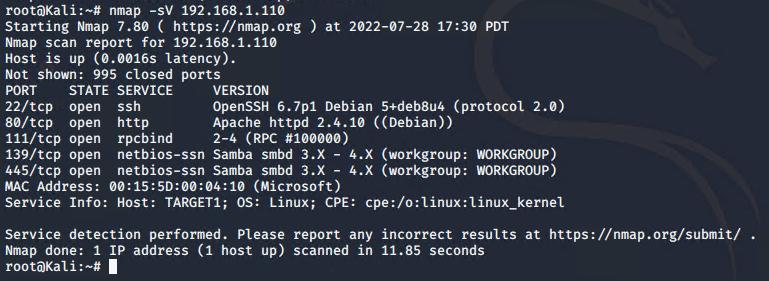 root@Kali:~# nmap -sV 192.168.1.110
Starting Nmap 7.80 ( https://nmap.org ) at 2022-07-28 17:30 PDT
Nmap scan report for 192.168.1.110
Host is up (0.0016s latency).
Not shown: 995 closed ports
PORT    STATE SERVICE     VERSION
22/tcp  open  ssh         OpenSSH 6.7p1 Debian 5+deb8u4 (protocol 2.0)
80/tcp  open  http        Apache httpd 2.4.10 ((Debian))
111/tcp open  rpcbind     2-4 (RPC #100000)
139/tcp open  netbios-ssn Samba smbd 3.X - 4.X (workgroup: WORKGROUP)
445/tcp open  netbios-ssn Samba smbd 3.X - 4.X (workgroup: WORKGROUP)
MAC Address: 00:15:5D:00:04:10 (Microsoft)
Service Info: Host: TARGET1; OS: Linux; CPE: cpe:/o:linux:linux_kernel

Service detection performed. Please report any incorrect results at https://nmap.org/submit/ .
Nmap done: 1 IP address (1 host up) scanned in 11.85 seconds
root@Kali:~#